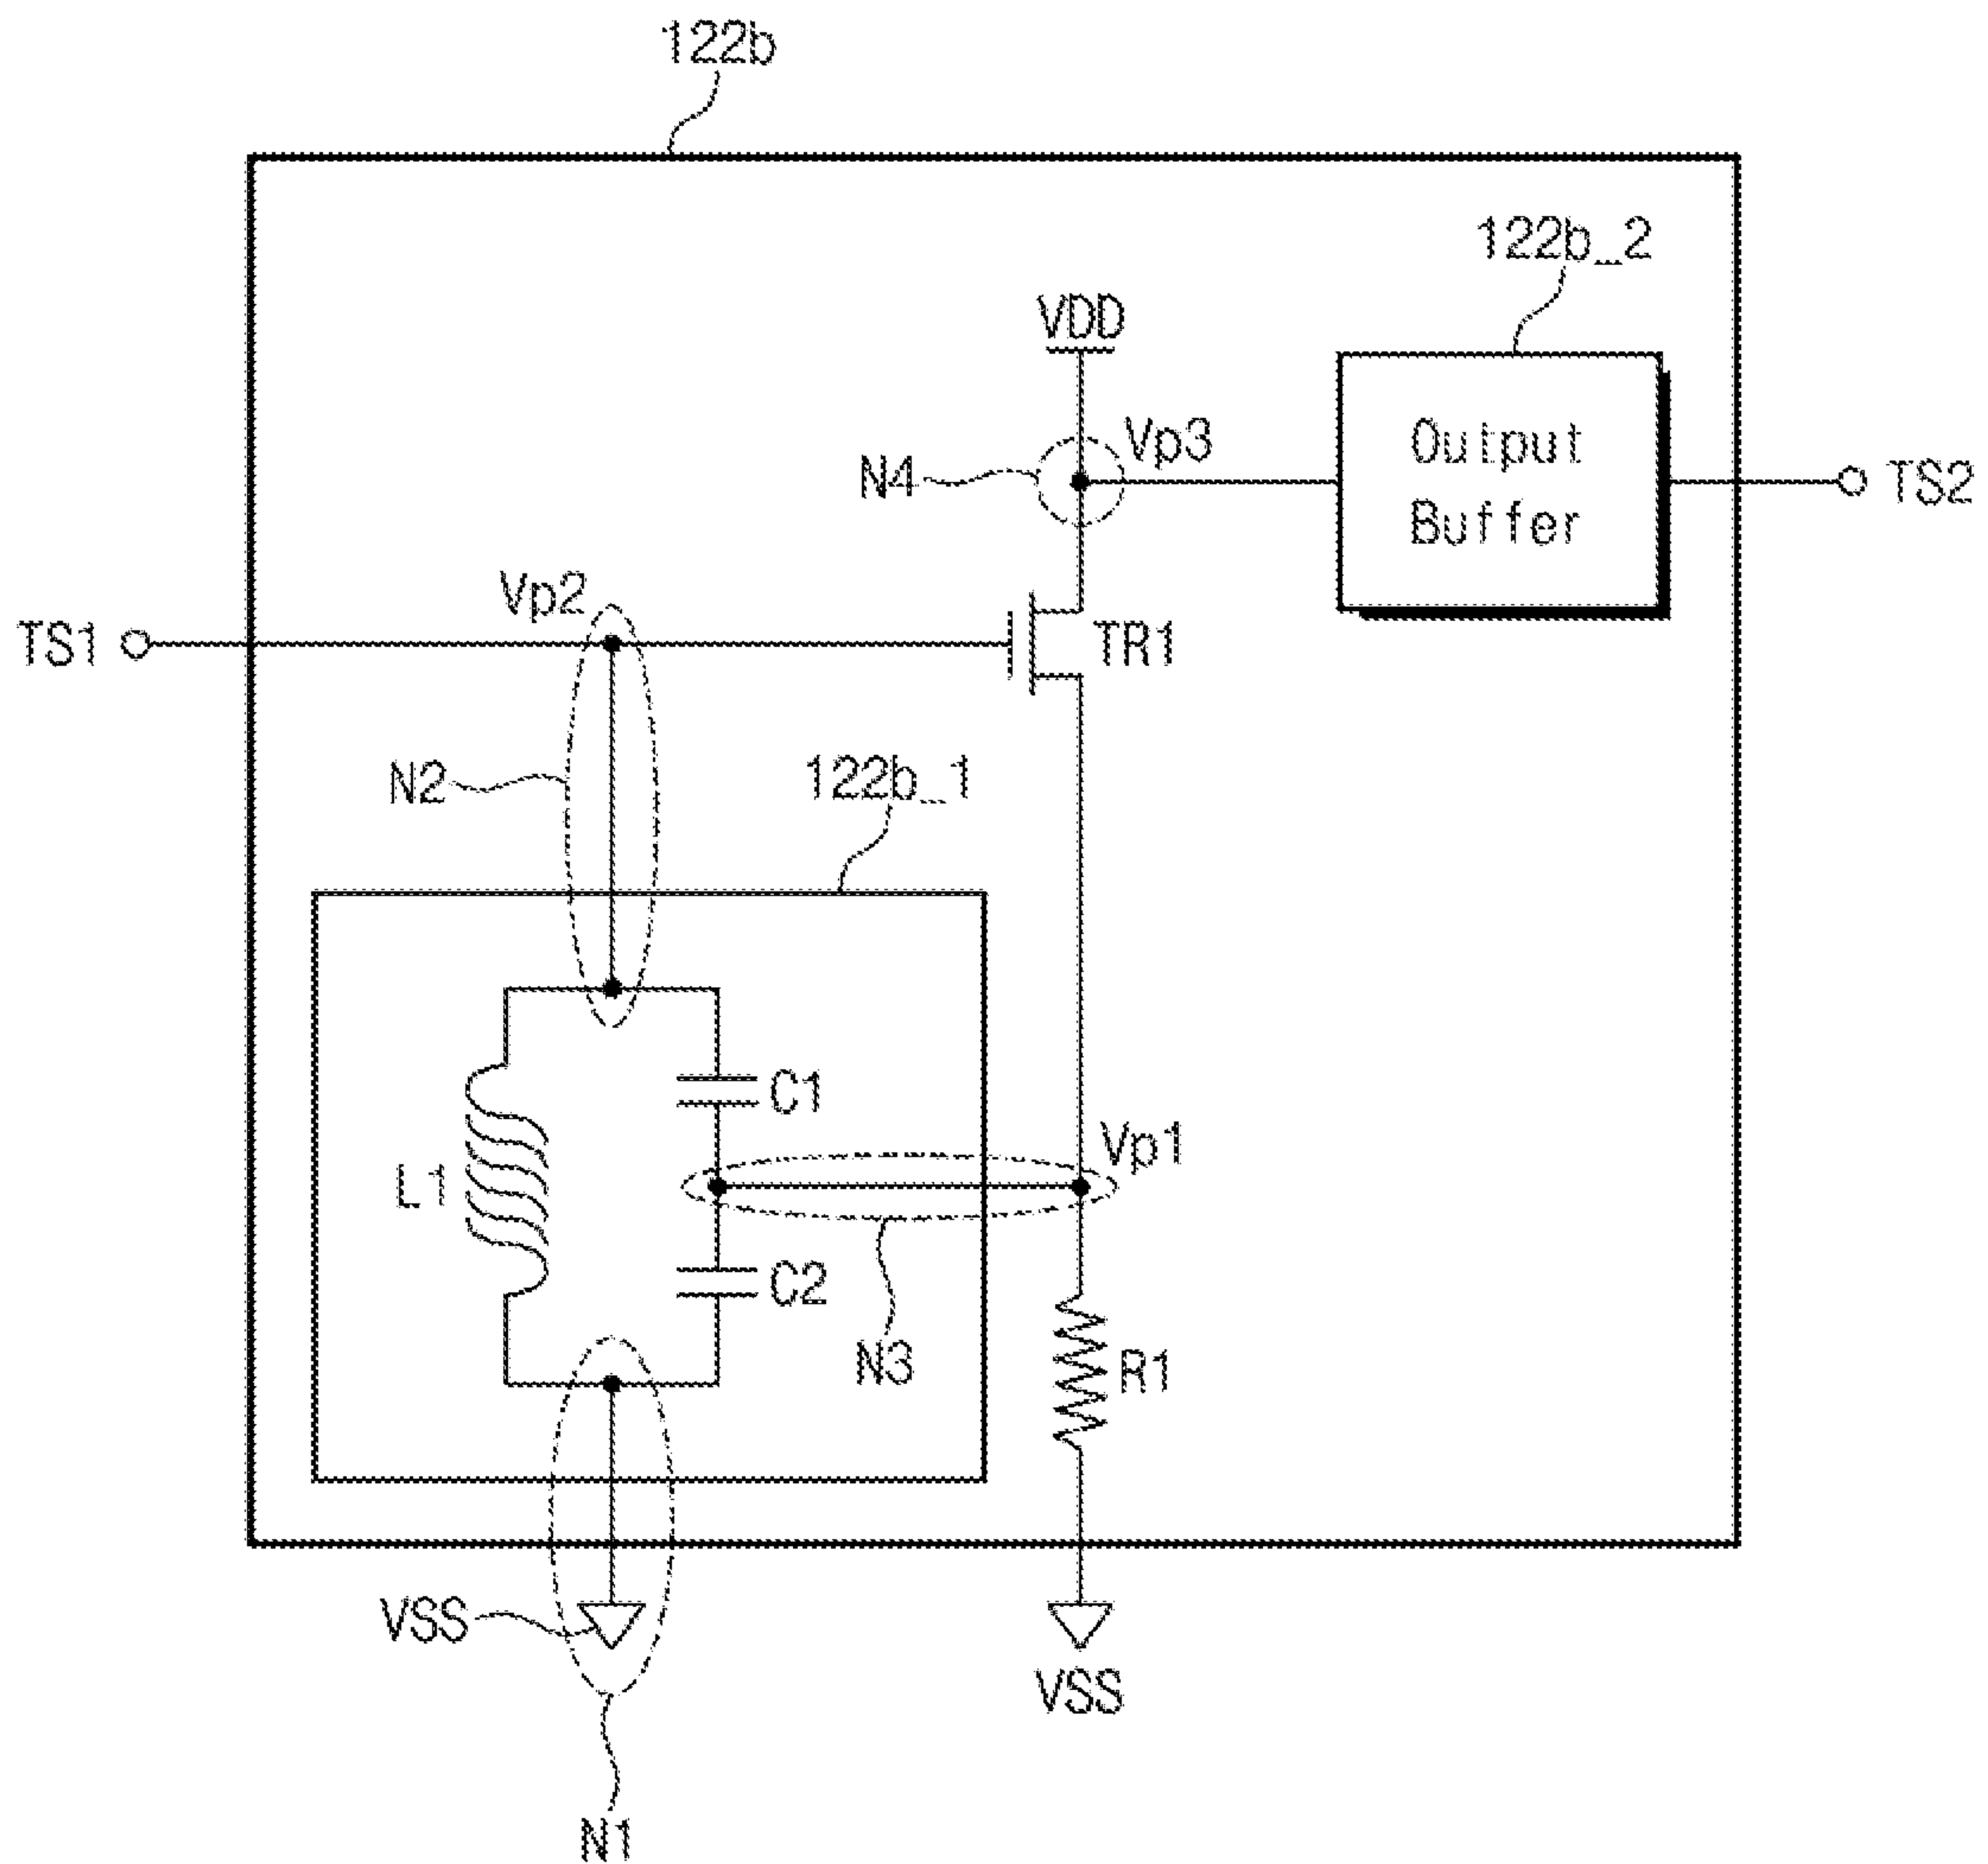 122b
122b_2
VDD
Vp3
N4
Output
Buffer
TS2
Vp2
TS1
TR1
N2
122b_1
C1
Vp1
L1
C2
N3
R1
VSS
VSS
N1